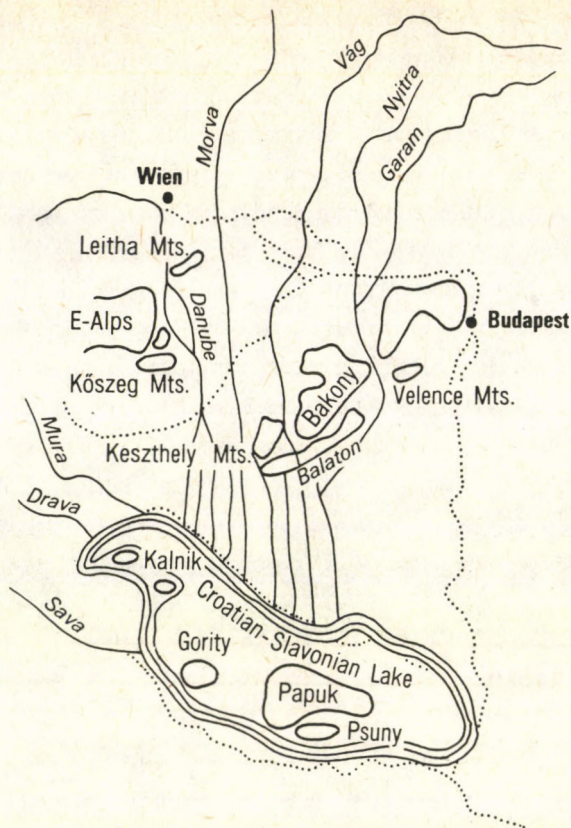 Vág
Nyitra
Garam
Morva
Wien
Leitha Mts.
E-Alps
Danube
Budapest
Kőszeg Mts.
Bakony
Velence Mts.
Keszthely Mts.
Balaton
Mura
Drava
Sava
Kalnik
Croatian-Slavonian Lake
Gority
Papuk
Psuny